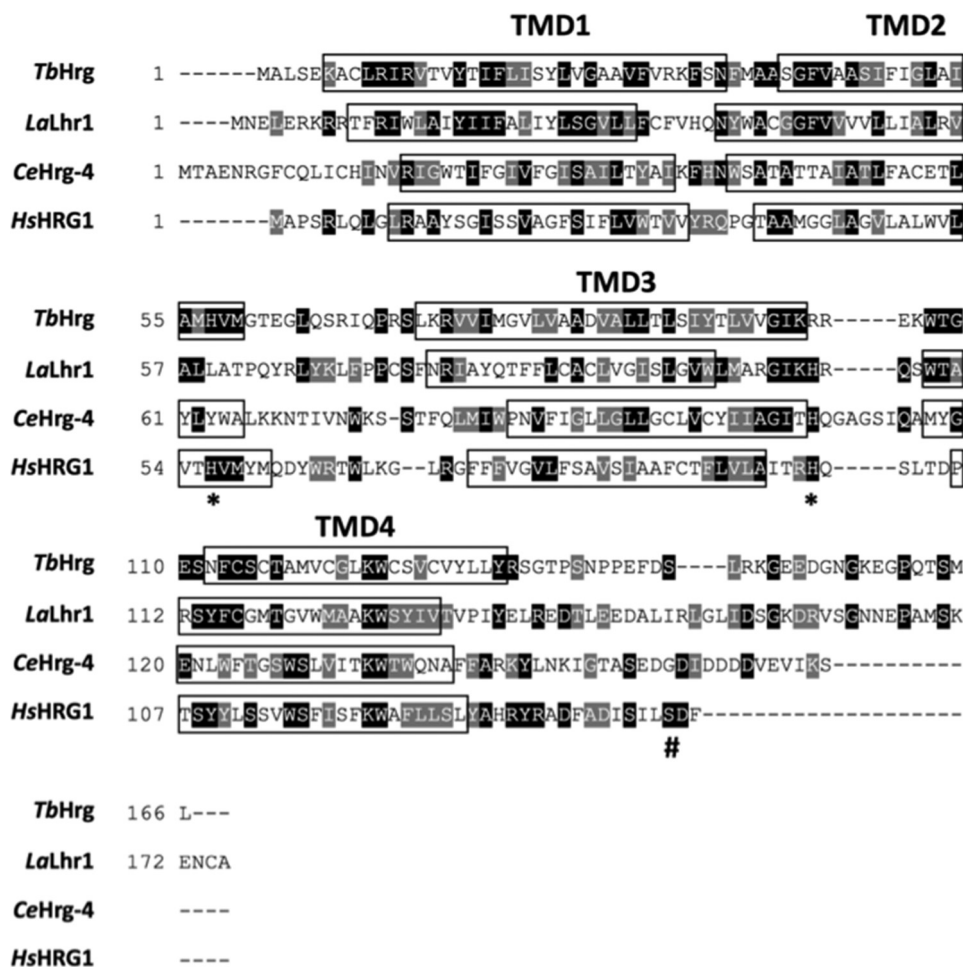 TMD1 TMD2
TbHrg 1 ------MALSEKACLRIRVTVYTIFLISYLVGAAVFVRKFSNFMAASGFVAASIFIGLAI
LaLhr1 1 ----MNELERKRRTFRIWLAIYIIFALIYLSGVLLFCFVHQNYWACGGFVVVVLLIALRV
CeHrg-4 1 MTAENRGFCQLICHINVRIGWTIFGIVFGISAILTYAIKFHNWSATATTAIATLFACETL
HsHRG1 1 -------MAPSRLQLGLRAAYSGISSVAGFSIFLVWTVVYRQPGTAAMGGLAGVLALWVL
TMD3
TbHrg 55 AMHVMGTEGLQSRIQPRSLKRVVIMGVLVAADVALLTLSIYTLVVGIKRR-----EKWTG
LaLhr1 57 ALLATPQYRLYKLFPPCSFNRIAYQTFFLCACLVGISLGVWLMARGIKHR-----QSWTA
CeHrg-4 61 YLYWALKKNTIVNWKS-STFQLMIWPNVFIGLLGLLGCLVCYIIAGITHQGAGSIQAMYG
HsHRG1 54 VTHVMYMQDYWRTWLKG--LRGFFFVGVLFSAVSIAAFCTFLVLAITRHQ-----SLTDP
* *
TMD4
TbHrg 110 ESNFCSCTAMVCGLKWCSVCVYLLYRSGTPSNPPEFDS----LRKGEEDGNGKEGPQTSM
LaLhr1 112 RSYFCGMTGVWMAAKWSYIVTVPIYELREDTLEEDALIRLGLIDSGKDRVSGNNEPAMSK
CeHrg-4 120 ENLWFTGSWSLVITKWTWQNAFFARKYLNKIGTASEDGDIDDDDVEVIKS----------
HsHRG1 107 TSYYLSSVWSFISFKWAFLLSLYAHRYRADFADISILSDF--------------------
#
TbHrg 166 L---
LaLhr1 172 ENCA
CeHrg-4 ----
HsHRG1 ----